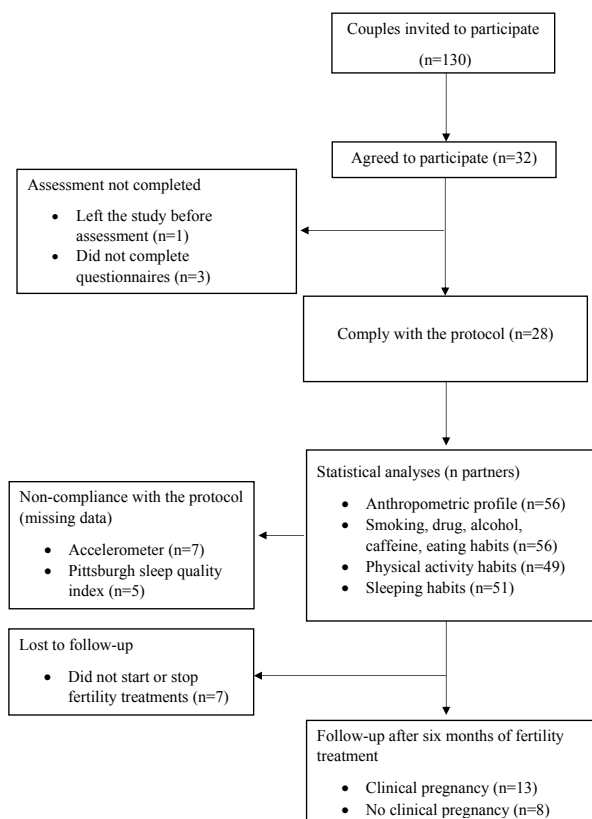 Couples invited to participate
(n=130)
Agreed to participate (n=32)
Assessment not completed
• Left the study before
assessment (n=1)
• Did not complete
questionnaires (n=3)
Comply with the protocol (n=28)
Statistical analyses (n partners)
• Anthropometric profile (n=56)
• Smoking, drug, alcohol,
caffeine, eating habits (n=56)
• Physical activity habits (n=49)
• Sleeping habits (n=51)
Non-compliance with the protocol
(missing data)
• Accelerometer (n=7)
• Pittsburgh sleep quality
index (n=5)
Lost to follow-up
• Did not start or stop
fertility treatments (n=7)
Follow-up after six months of fertility
treatment
• Clinical pregnancy (n=13)
• No clinical pregnancy (n=8)